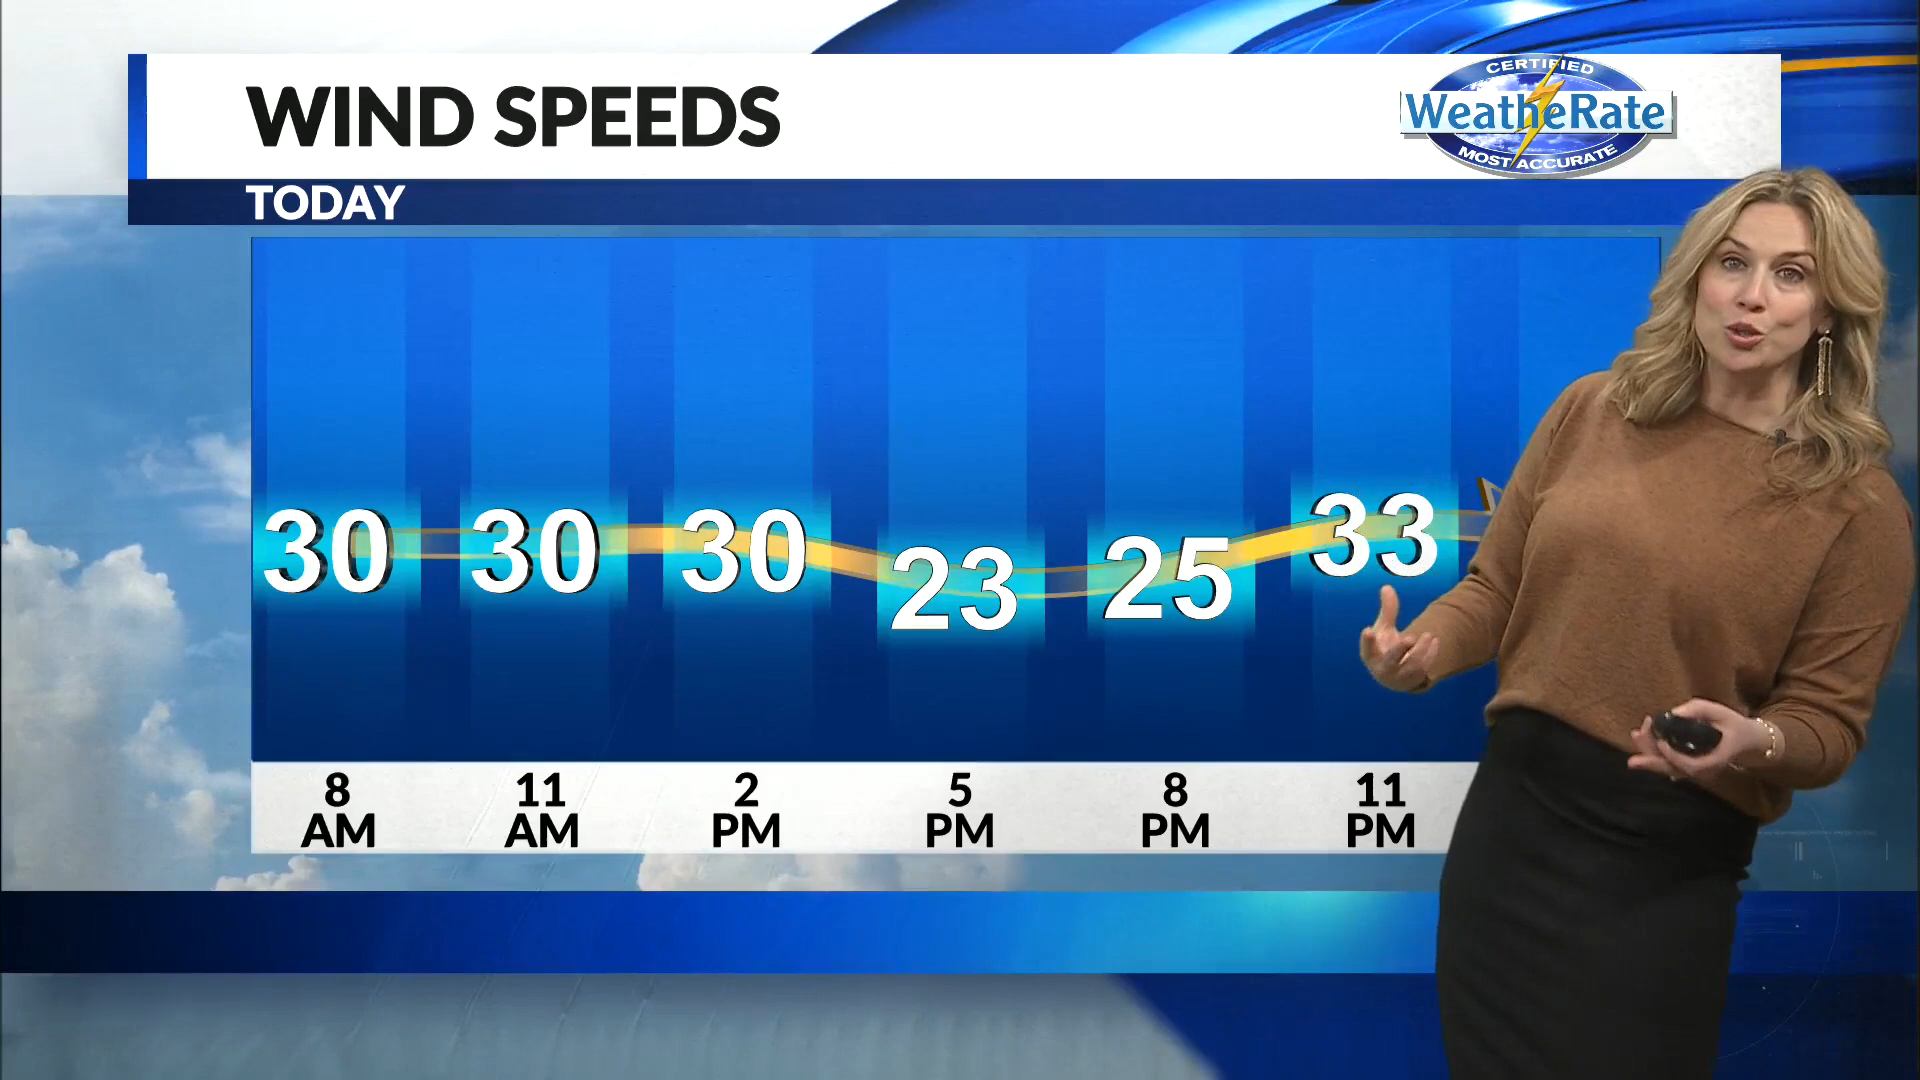 WIND SPEEDS
CERTIFIED
WeatheRate
MOST ACCURATE
TODAY
30 30 30 23 25 33
8 11 2 5 8 11
AM AM PM PM PM PM